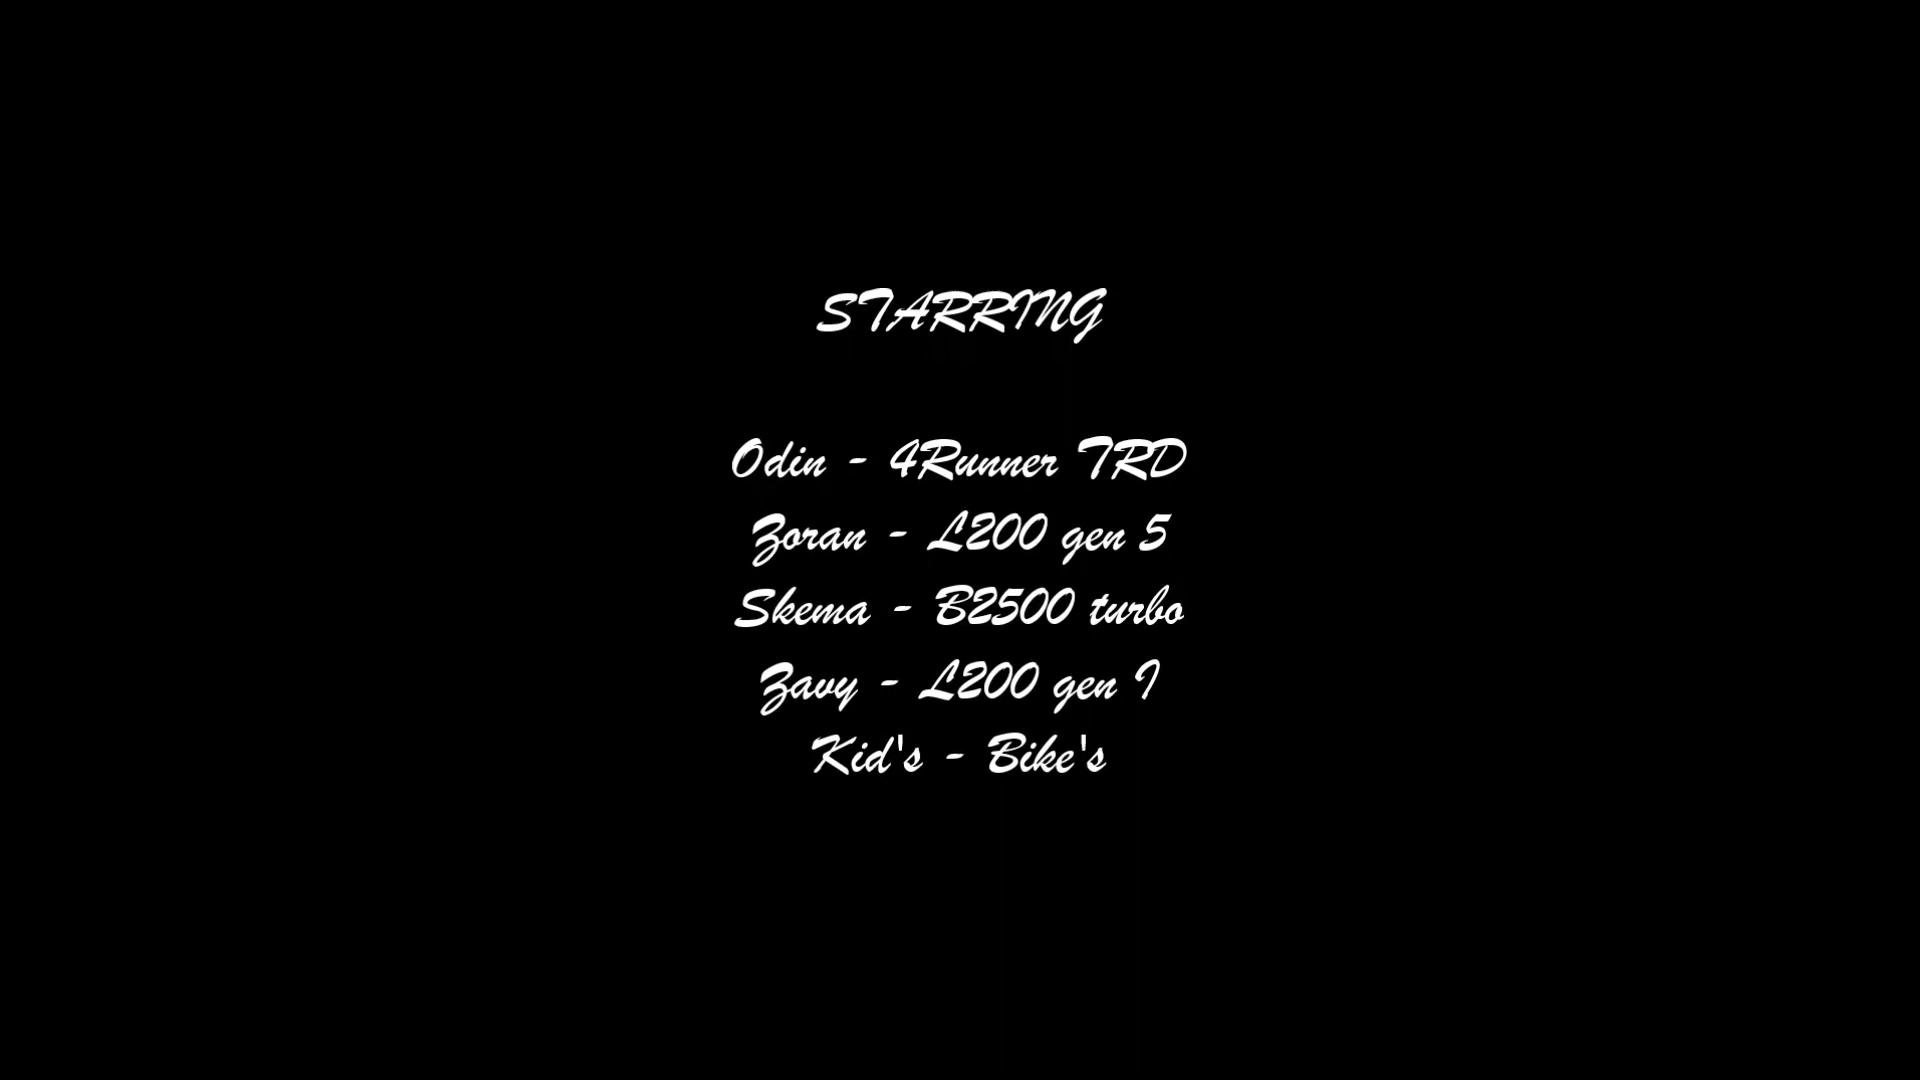 STARRING
Odin - 4Runner TRD
Zoran - L200 gen 5
Skema - B2500 turbo
Zavy - L200 gen I
Kid's - Bike's